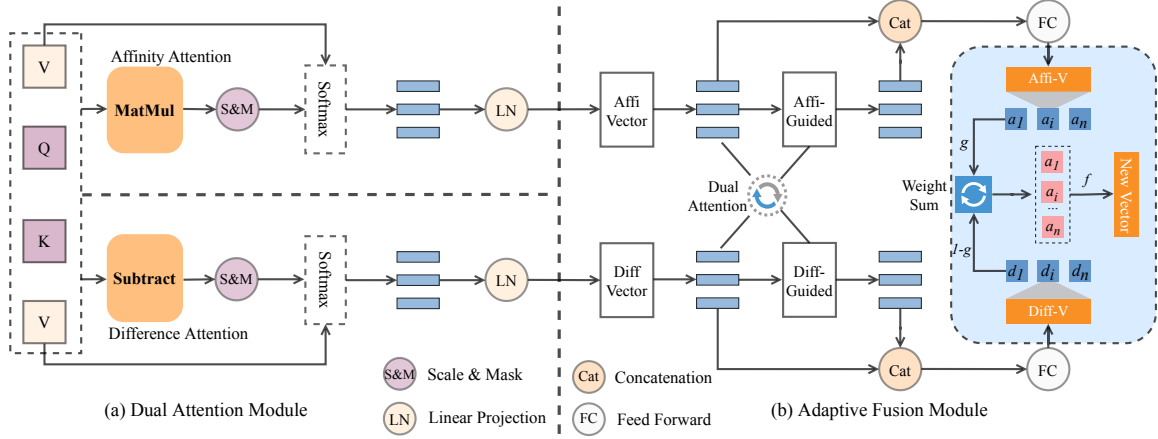 V
Q
K
V
Affinity Attention
MatMul
S&M
Softmax
LN
Subtract
S&M
Softmax
LN
Difference Attention
S&M Scale & Mask
LN Linear Projection
(a) Dual Attention Module
Affi
Vector
Affi-
Guided
Cat
FC
Dual
Attention
Diff
Vector
Diff-
Guided
Cat
FC
Affi-V
a1 ai an
g
Weight
Sum
a1
ai
...
an
f
New Vector
1-g
d1 di dn
Diff-V
Cat Concatenation
FC Feed Forward
(b) Adaptive Fusion Module